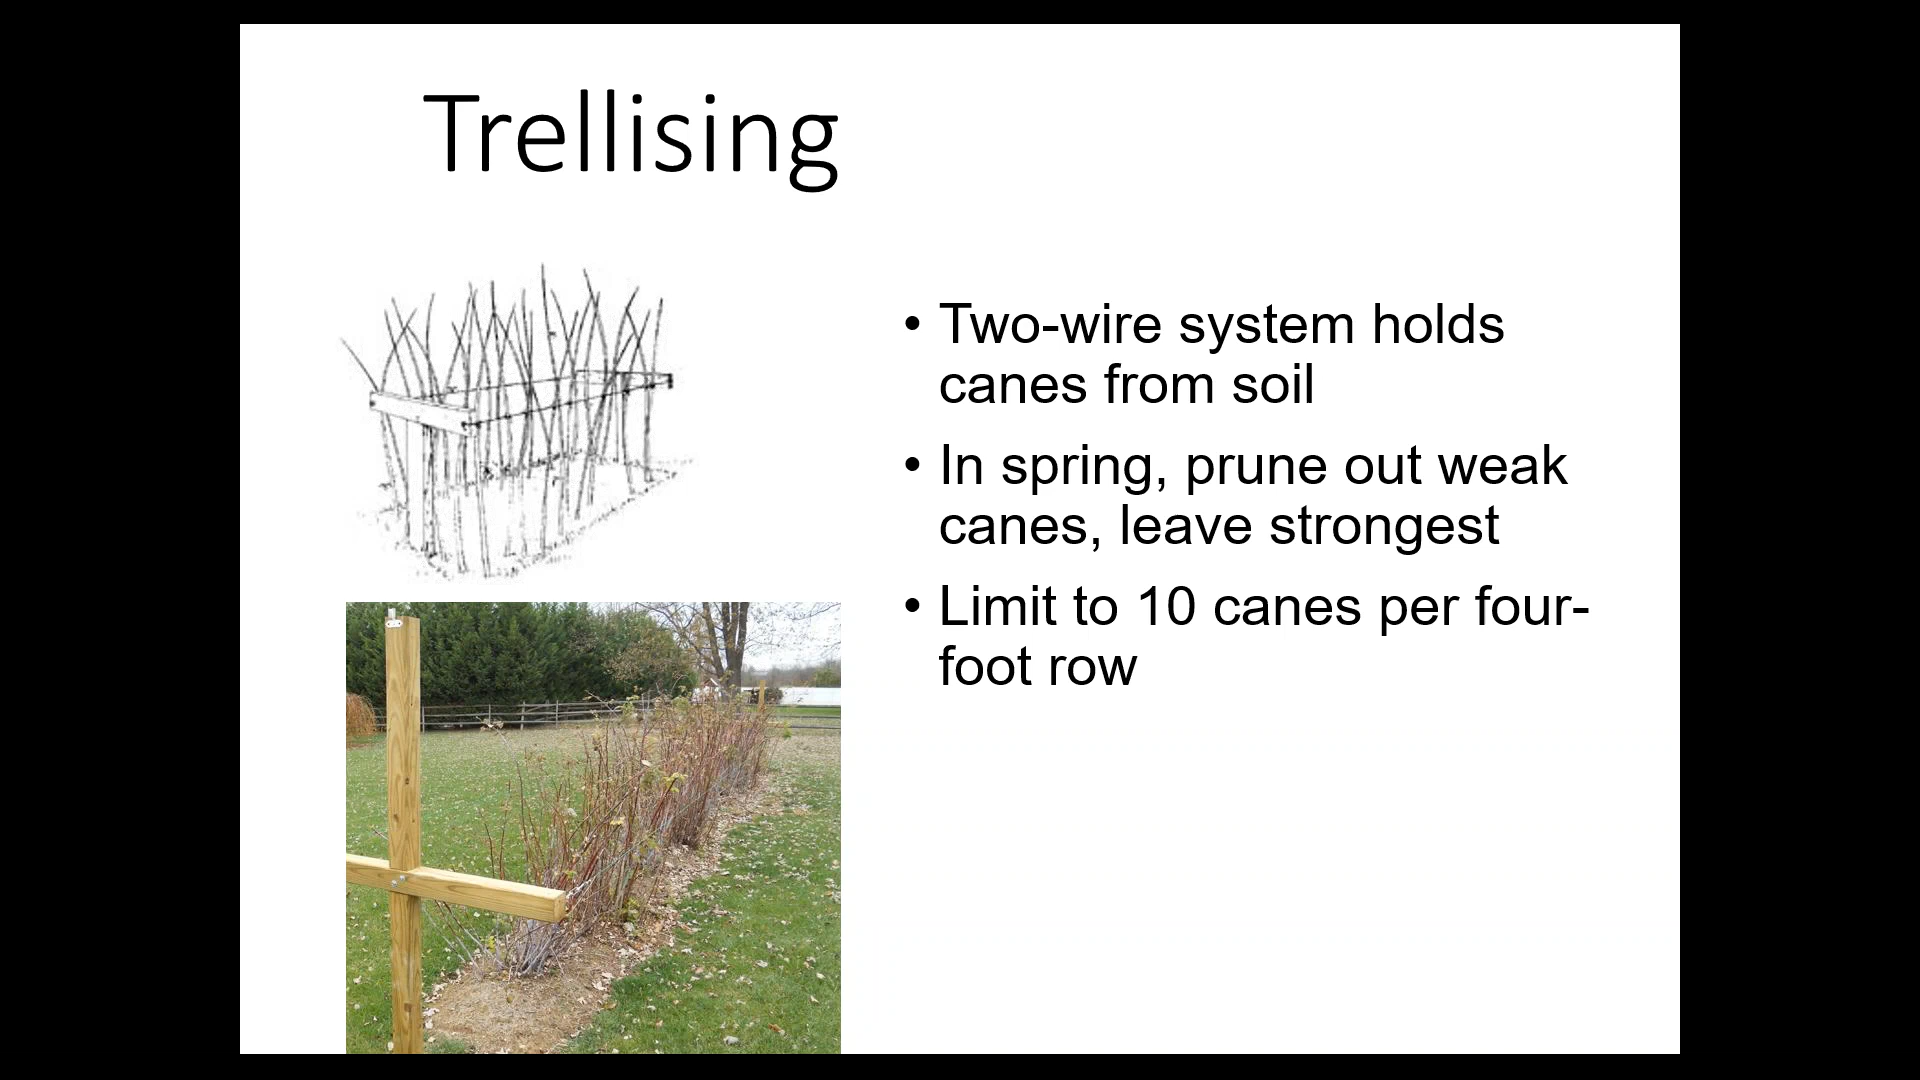 Trellising
• Two-wire system holds
canes from soil
• In spring, prune out weak
canes, leave strongest
• Limit to 10 canes per four-
foot row